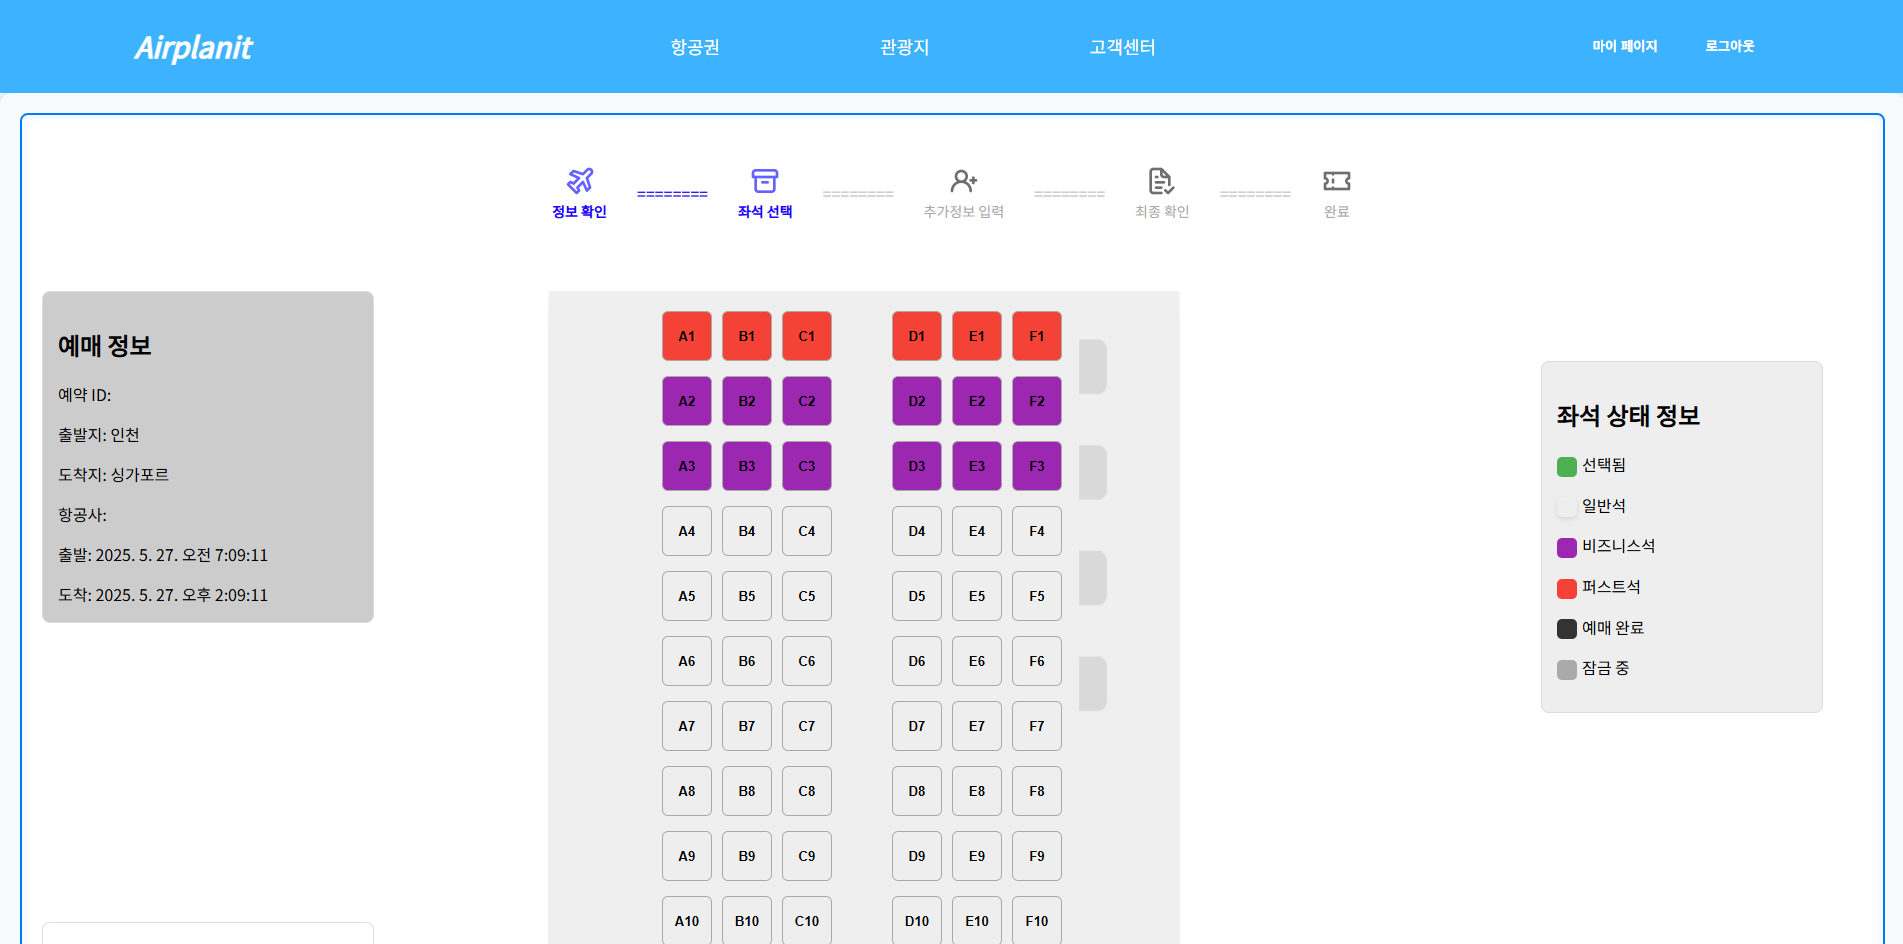 Airplanit
항공권
관광지
고객센터
마이 페이지
로그아웃
정보 확인
========
좌석 선택
========
추가정보 입력
========
최종 확인
========
완료
예매 정보
예약 ID:
출발지: 인천
도착지: 싱가포르
항공사:
출발: 2025. 5. 27. 오전 7:09:11
도착: 2025. 5. 27. 오후 2:09:11
A1 B1 C1 D1 E1 F1
A2 B2 C2 D2 E2 F2
A3 B3 C3 D3 E3 F3
A4 B4 C4 D4 E4 F4
A5 B5 C5 D5 E5 F5
A6 B6 C6 D6 E6 F6
A7 B7 C7 D7 E7 F7
A8 B8 C8 D8 E8 F8
A9 B9 C9 D9 E9 F9
A10 B10 C10 D10 E10 F10
좌석 상태 정보
선택됨
일반석
비즈니스석
퍼스트석
예매 완료
잠금 중